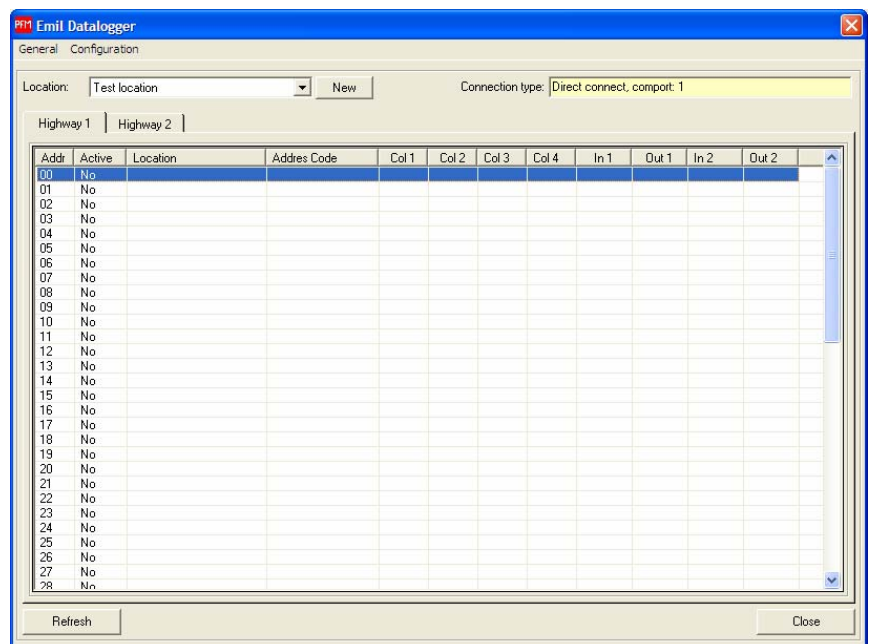 PFM Emil Datalogger
General Configuration
Location: Test location New Connection type: Direct connect, comport: 1
Highway 1 Highway 2
Addr Active Location Addres Code Col 1 Col 2 Col 3 Col 4 In 1 Out 1 In 2 Out 2
00 No
01 No
02 No
03 No
04 No
05 No
06 No
07 No
08 No
09 No
10 No
11 No
12 No
13 No
14 No
15 No
16 No
17 No
18 No
19 No
20 No
21 No
22 No
23 No
24 No
25 No
26 No
27 No
28 No
Refresh Close